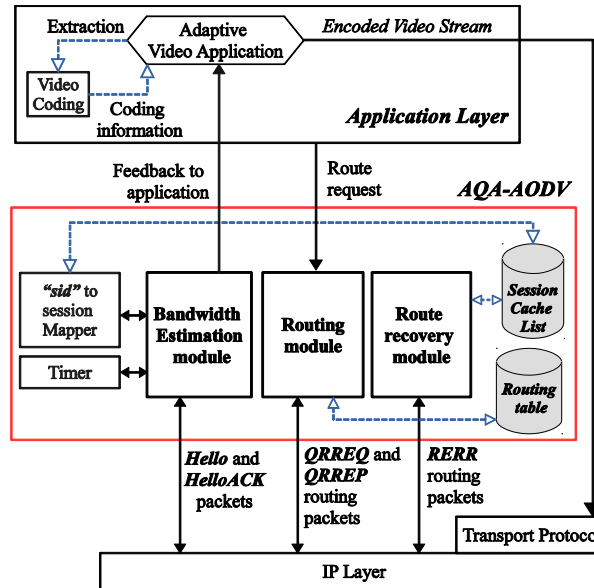 Extraction
Adaptive
Video Application
Encoded Video Stream
Video
Coding
Coding
information
Application Layer
Feedback to
application
Route
request
AQA-AODV
“sid” to
session
Mapper
Timer
Bandwidth
Estimation
module
Routing
module
Route
recovery
module
Session
Cache
List
Routing
table
Hello and
HelloACK
packets
QRREQ and
QRREP
routing
packets
RERR
routing
packets
Transport Protoco
IP Layer